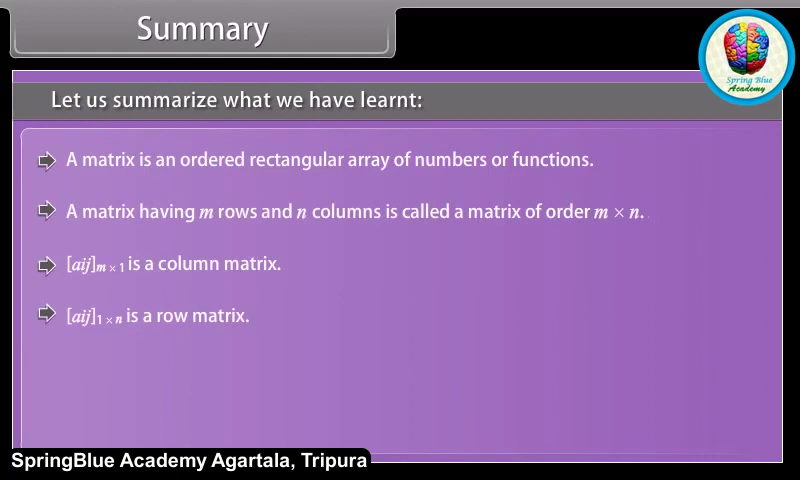 Summary
Spring Blue
Academy
Let us summarize what we have learnt:
A matrix is an ordered rectangular array of numbers or functions.
A matrix having m rows and n columns is called a matrix of order m × n.
[aij]m × 1 is a column matrix.
[aij]1 × n is a row matrix.
SpringBlue Academy Agartala, Tripura